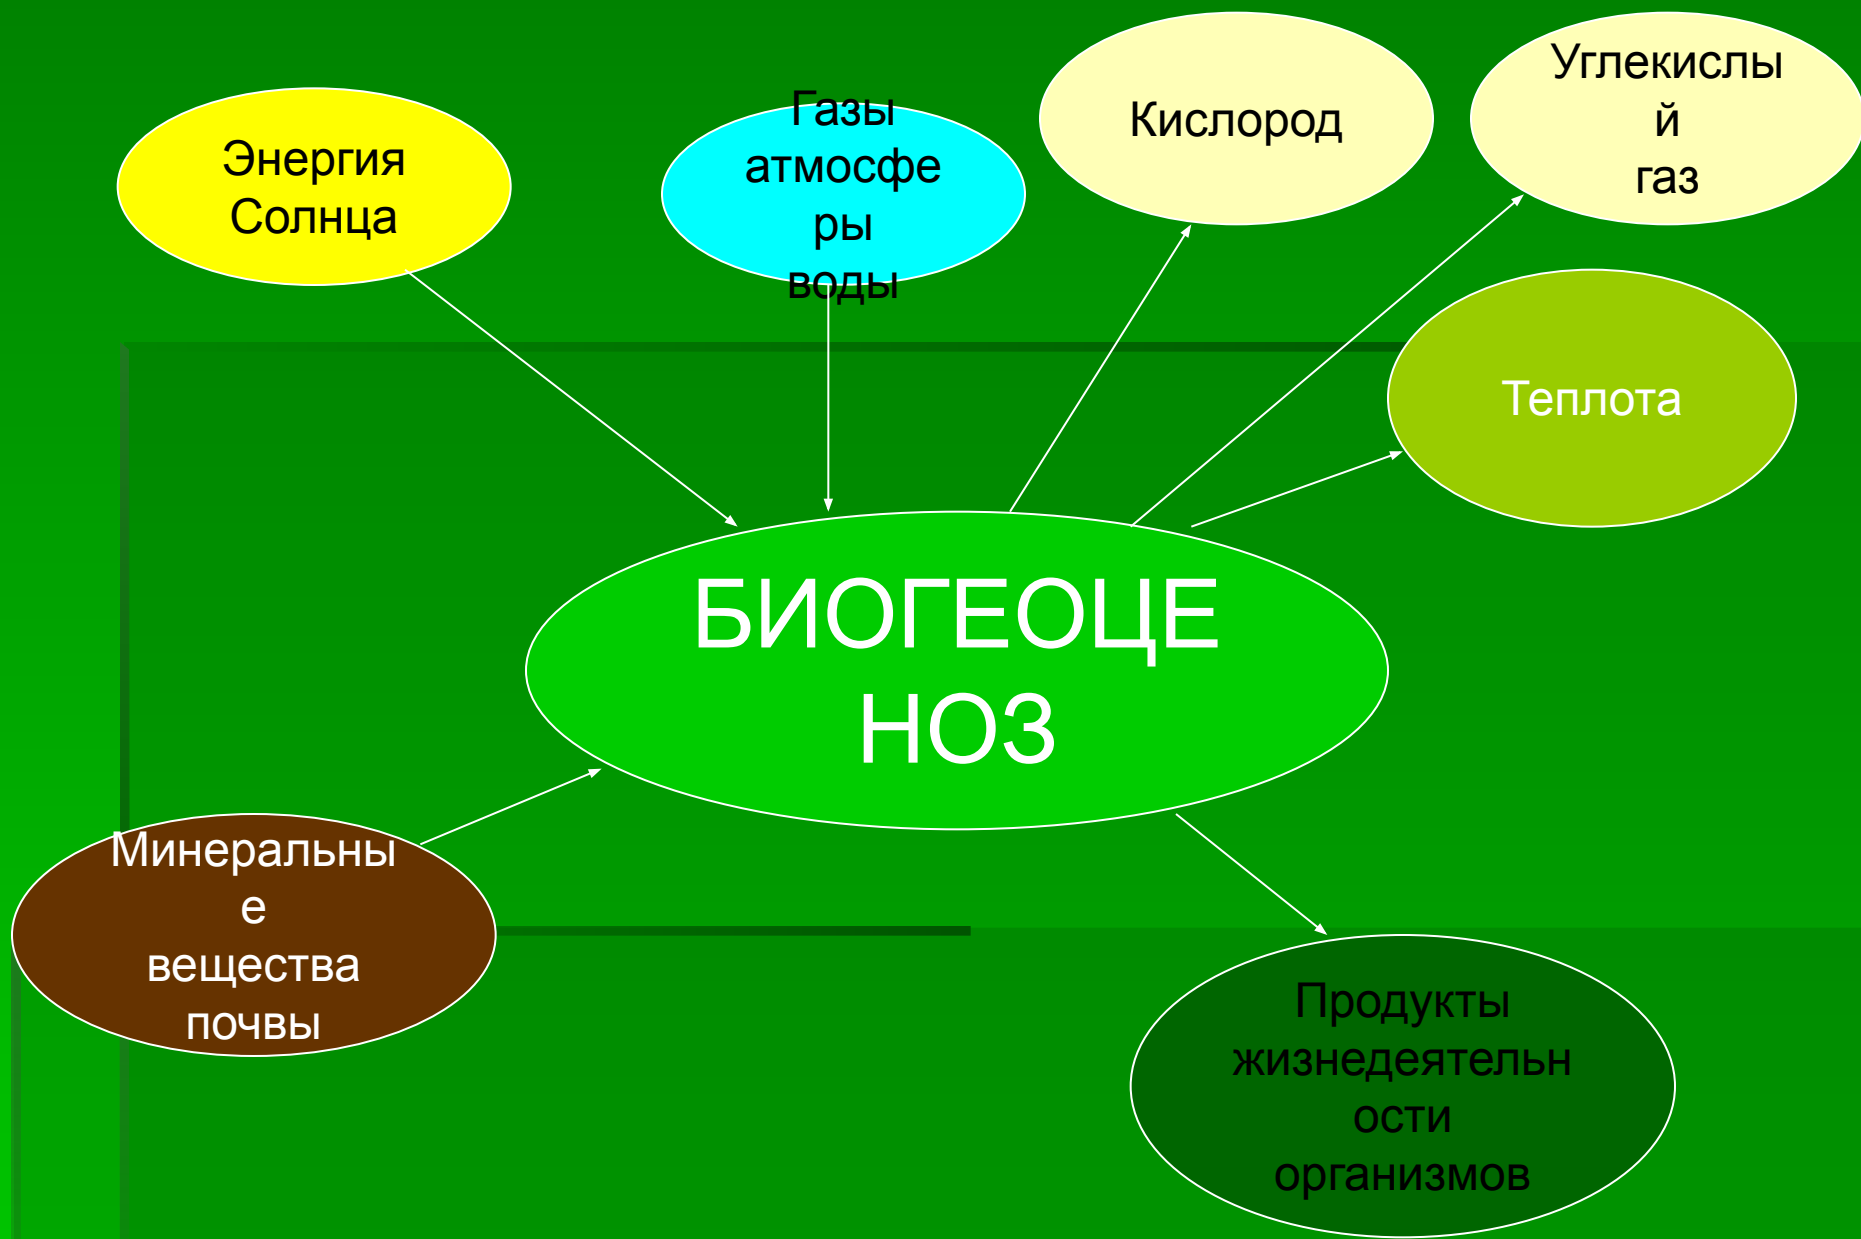 Энергия
Солнца
Газы
атмосфе
ры
воды
Кислород
Углекислы
й
газ
Теплота
БИОГЕОЦЕ
НОЗ
Минеральны
е
вещества
почвы
Продукты
жизнедеятельн
ости
организмов